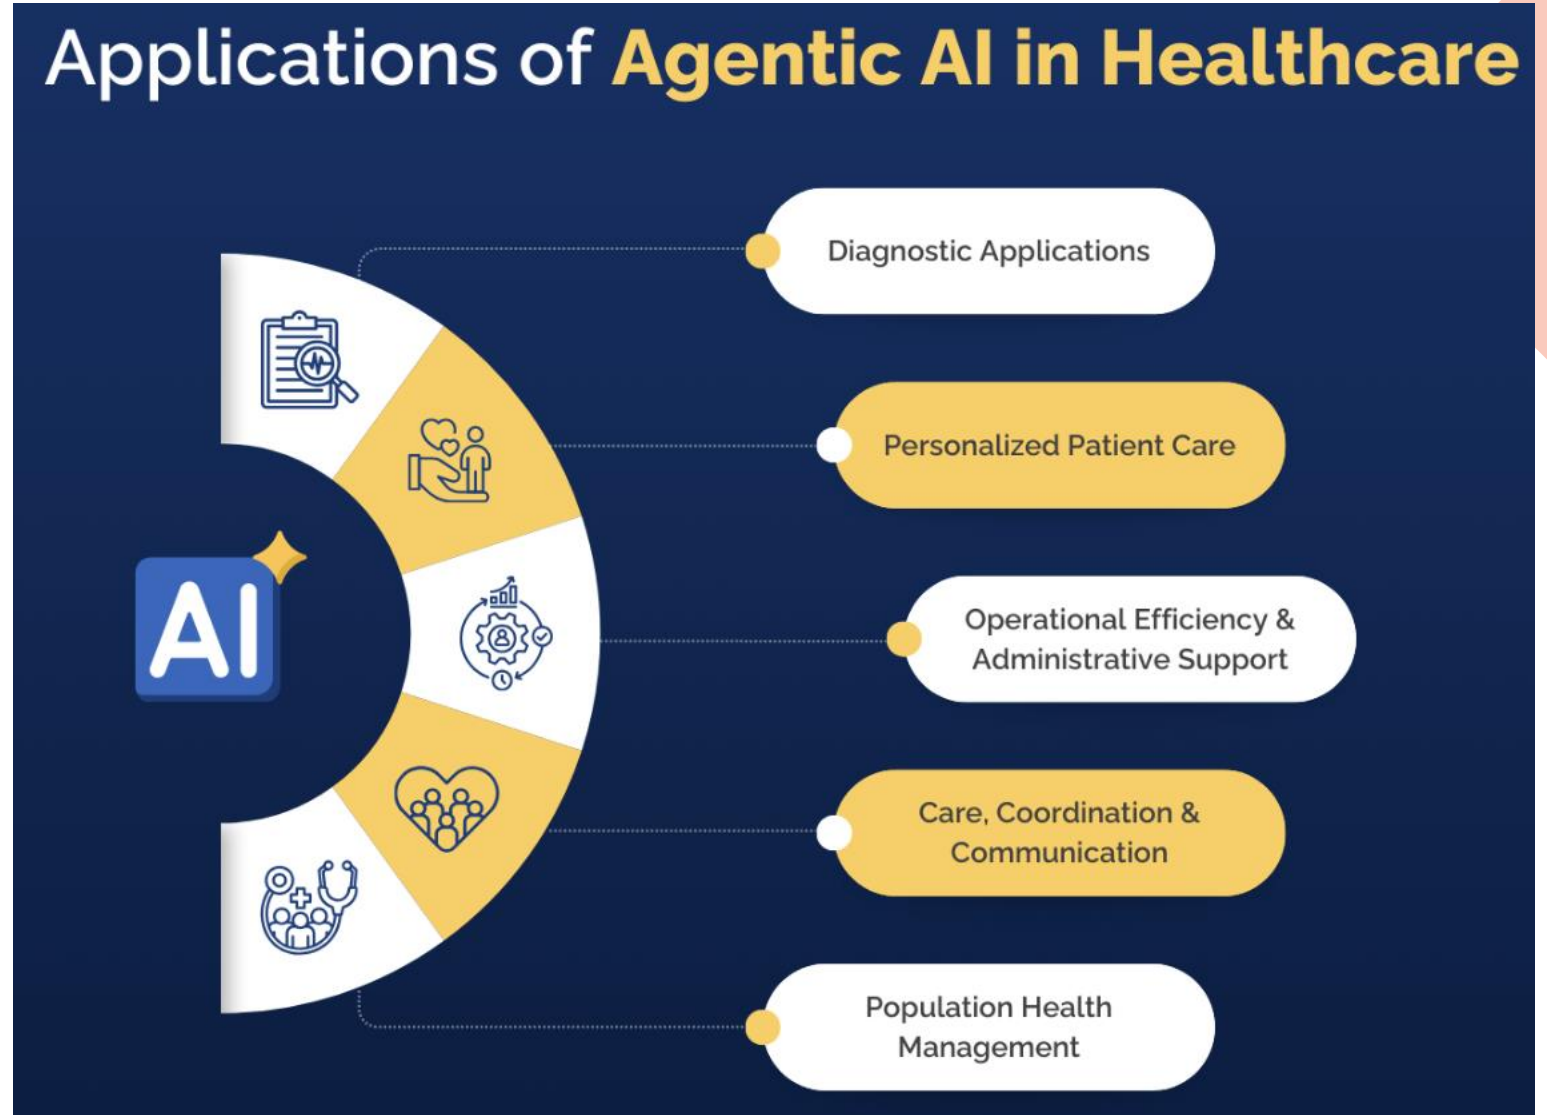 Applications of Agentic AI in Healthcare
Diagnostic Applications
Personalized Patient Care
AI
Operational Efficiency &
Administrative Support
Care, Coordination &
Communication
Population Health
Management